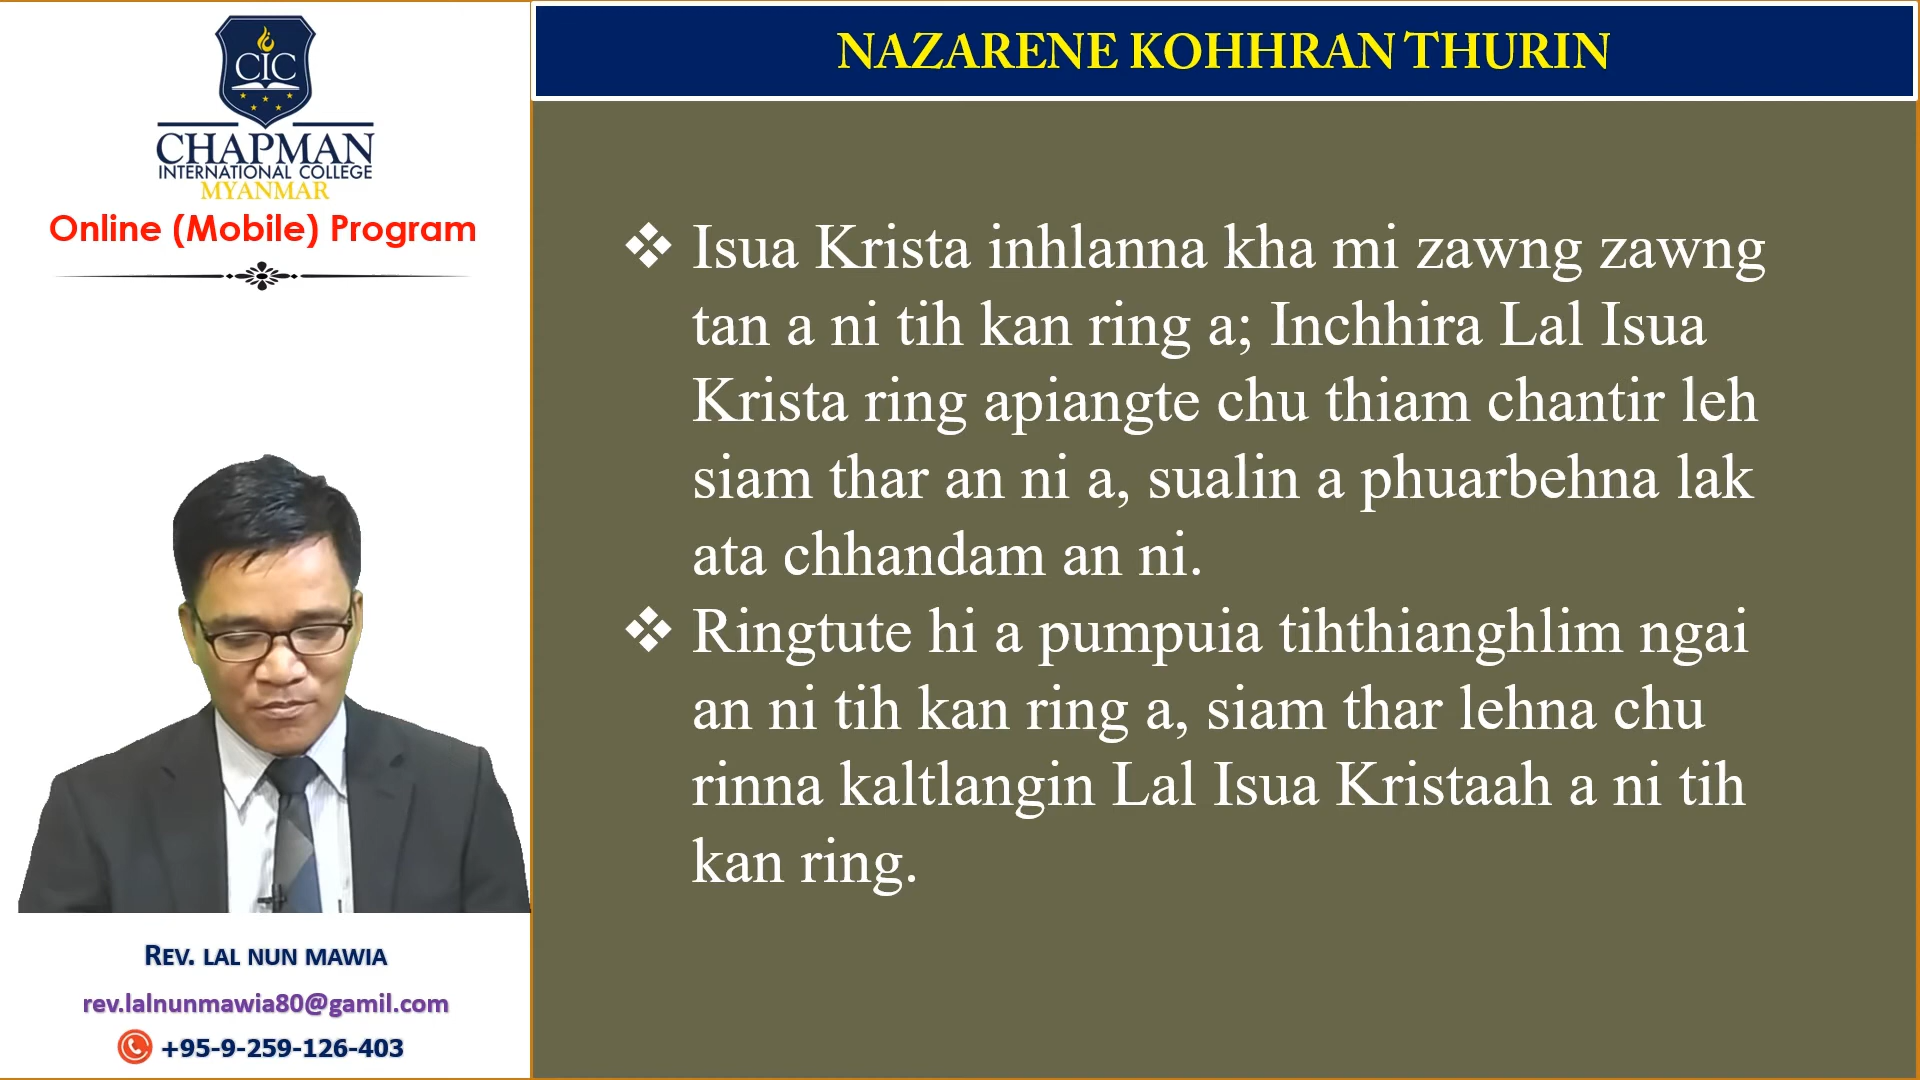 CIC
CHAPMAN
INTERNATIONAL COLLEGE
MYANMAR
Online (Mobile) Program
REV. LAL NUN MAWIA
rev.lalnunmawia80@gamil.com
+95-9-259-126-403
NAZARENE KOHHRAN THURIN
❖ Isua Krista inhlanna kha mi zawng zawng
tan a ni tih kan ring a; Inchhira Lal Isua
Krista ring apiangte chu thiam chantir leh
siam thar an ni a, sualin a phuarbehna lak
ata chhandam an ni.
❖ Ringtute hi a pumpuia tihthianghlim ngai
an ni tih kan ring a, siam thar lehna chu
rinna kaltlangin Lal Isua Kristaah a ni tih
kan ring.